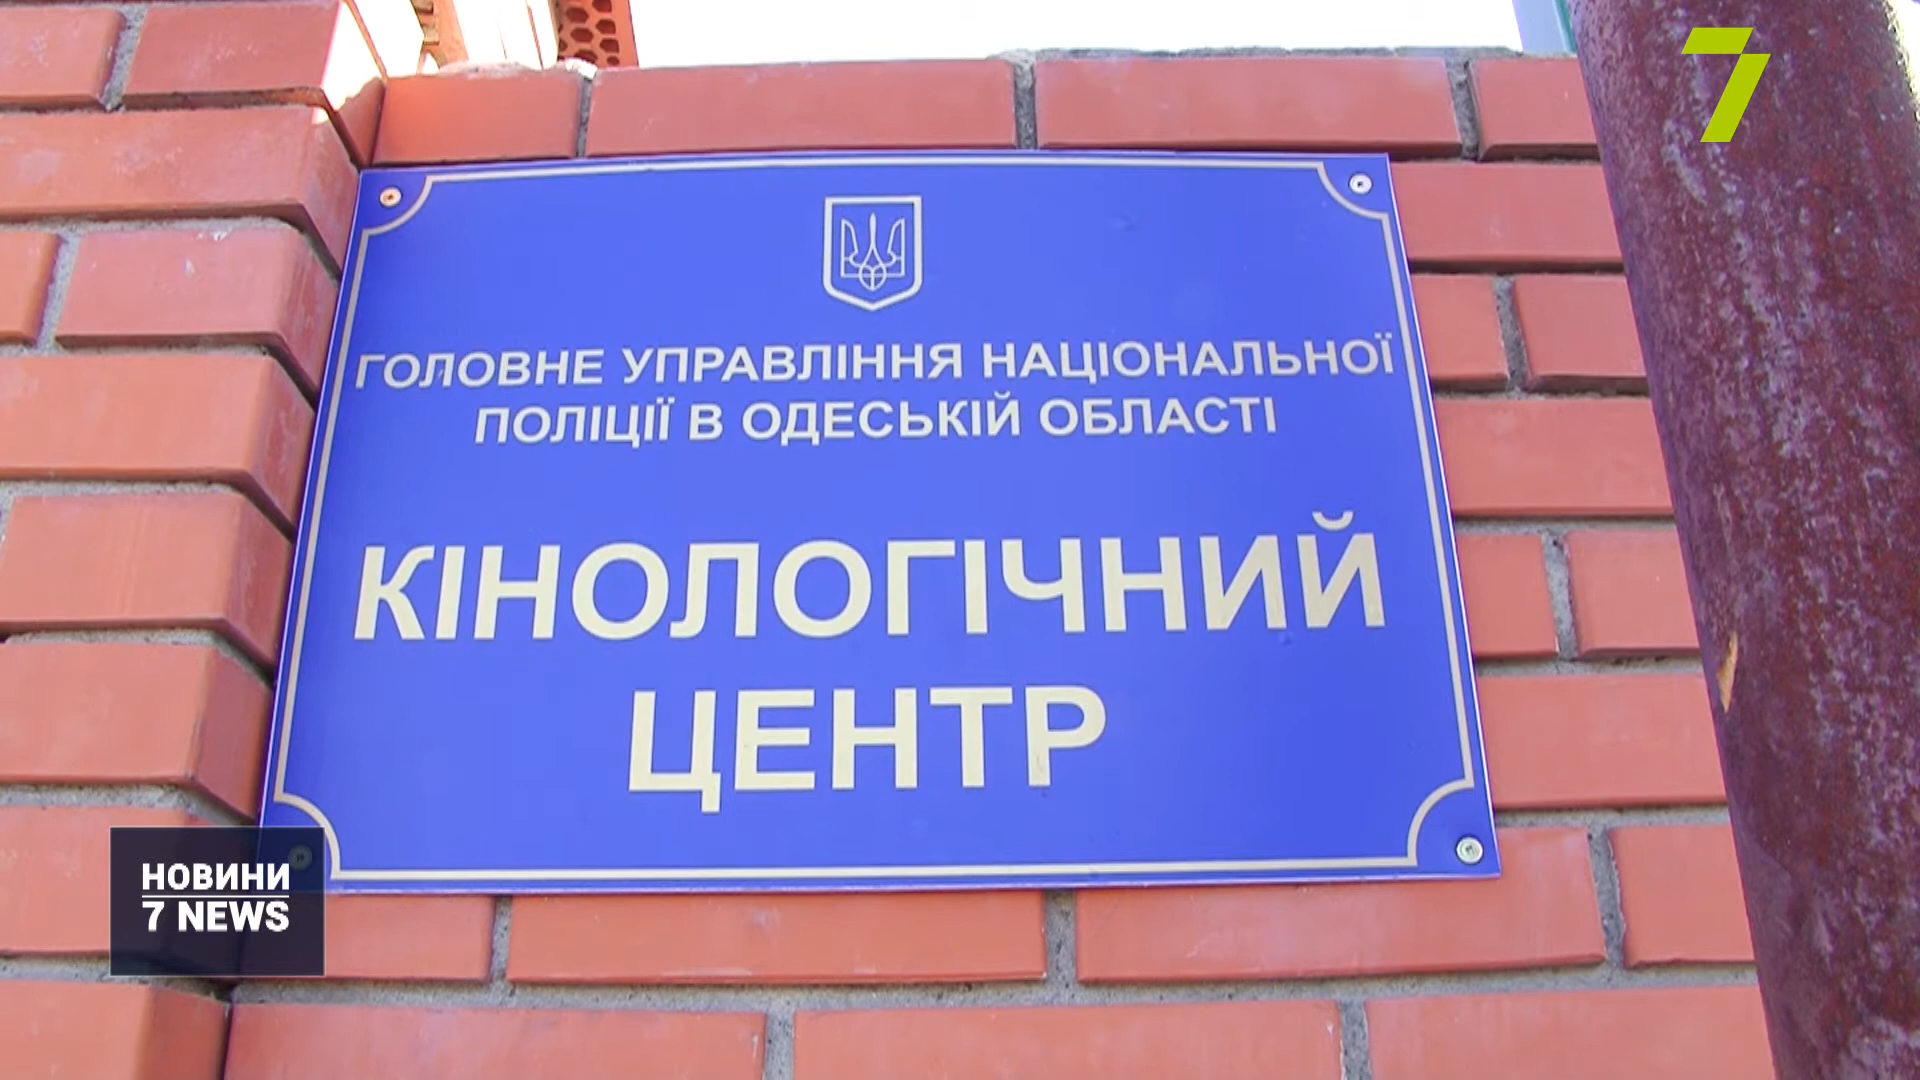 7
ГОЛОВНЕ УПРАВЛІННЯ НАЦІОНАЛЬНОЇ
ПОЛІЦІЇ В ОДЕСЬКІЙ ОБЛАСТІ
КІНОЛОГІЧНИЙ
ЦЕНТР
НОВИНИ
7 NEWS